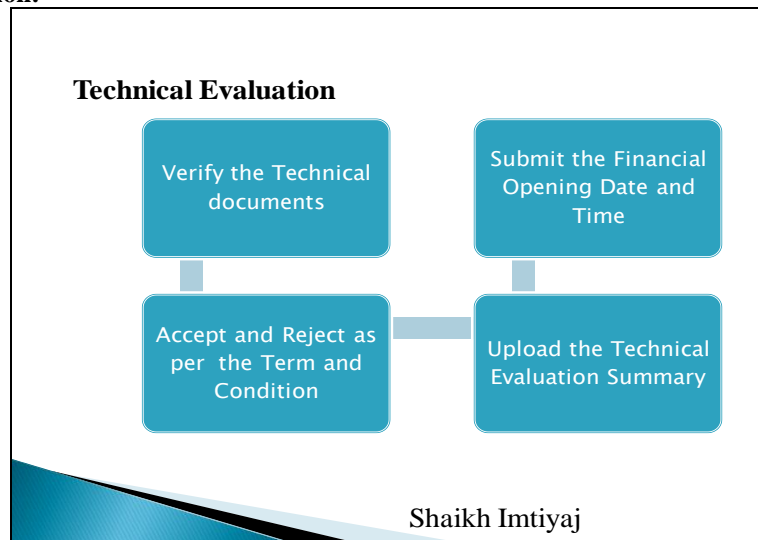 Technical Evaluation
Verify the Technical
documents
Accept and Reject as
per the Term and
Condition
Upload the Technical
Evaluation Summary
Submit the Financial
Opening Date and
Time
Shaikh Imtiyaj